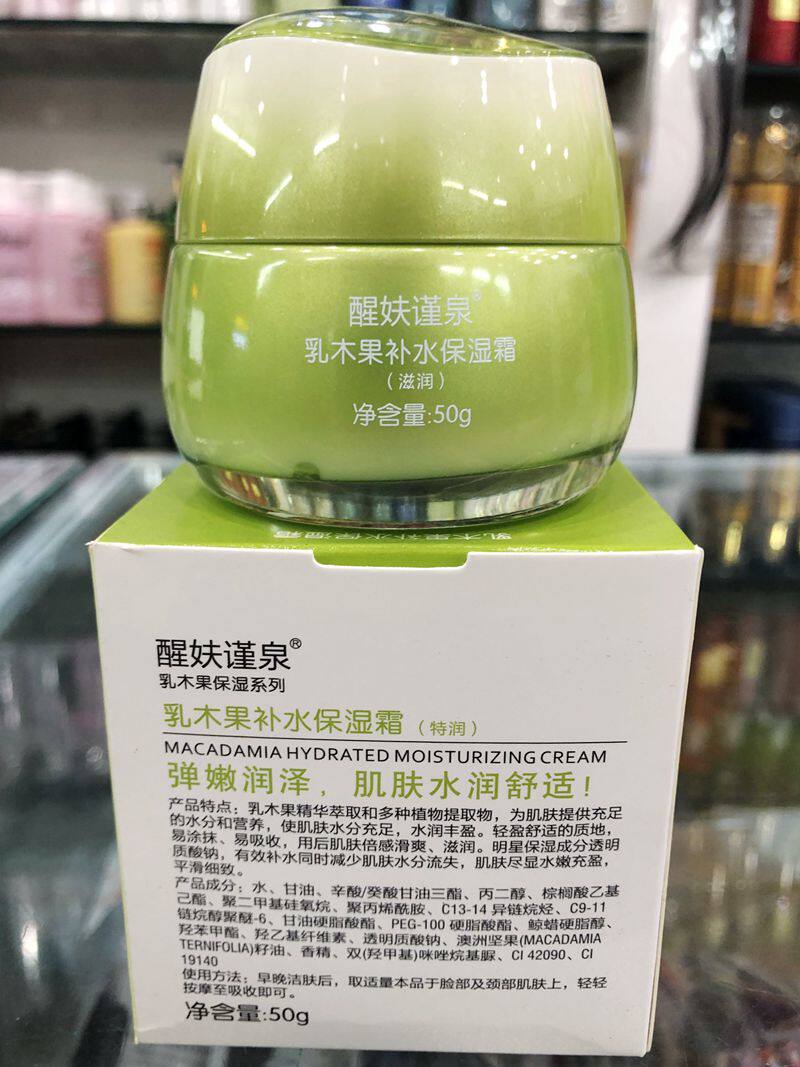 醒妋谨泉®
乳木果补水保湿霜
（滋润）
净含量:50g
乳木果补水保湿霜
醒妋谨泉®
乳木果保湿系列
乳木果补水保湿霜（特润）
MACADAMIA HYDRATED MOISTURIZING CREAM
弹嫩润泽，肌肤水润舒适！
产品特点：乳木果精华萃取和多种植物提取物，为肌肤提供充足
的水分和营养，使肌肤水分充足，水润丰盈。轻盈舒适的质地，
易涂抹、易吸收，用后肌肤倍感滑爽、滋润。明星保湿成分透明
质酸钠，有效补水同时减少肌肤水分流失，肌肤尽显水嫩充盈，
平滑细致。
产品成分：水、甘油、辛酸/癸酸甘油三酯、丙二醇、棕榈酸乙基
己酯、聚二甲基硅氧烷、聚丙烯酰胺、C13-14 异链烷烃、C9-11
链烷醇聚醚-6、甘油硬脂酸酯、PEG-100 硬脂酸酯、鲸蜡硬脂醇、
羟苯甲酯、羟乙基纤维素、透明质酸钠、澳洲坚果(MACADAMIA
TERNIFOLIA)籽油、香精、双(羟甲基)咪唑烷基脲、CI 42090、CI
19140
使用方法：早晚洁肤后，取适量本品于脸部及颈部肌肤上，轻轻
按摩至吸收即可。
净含量:50g